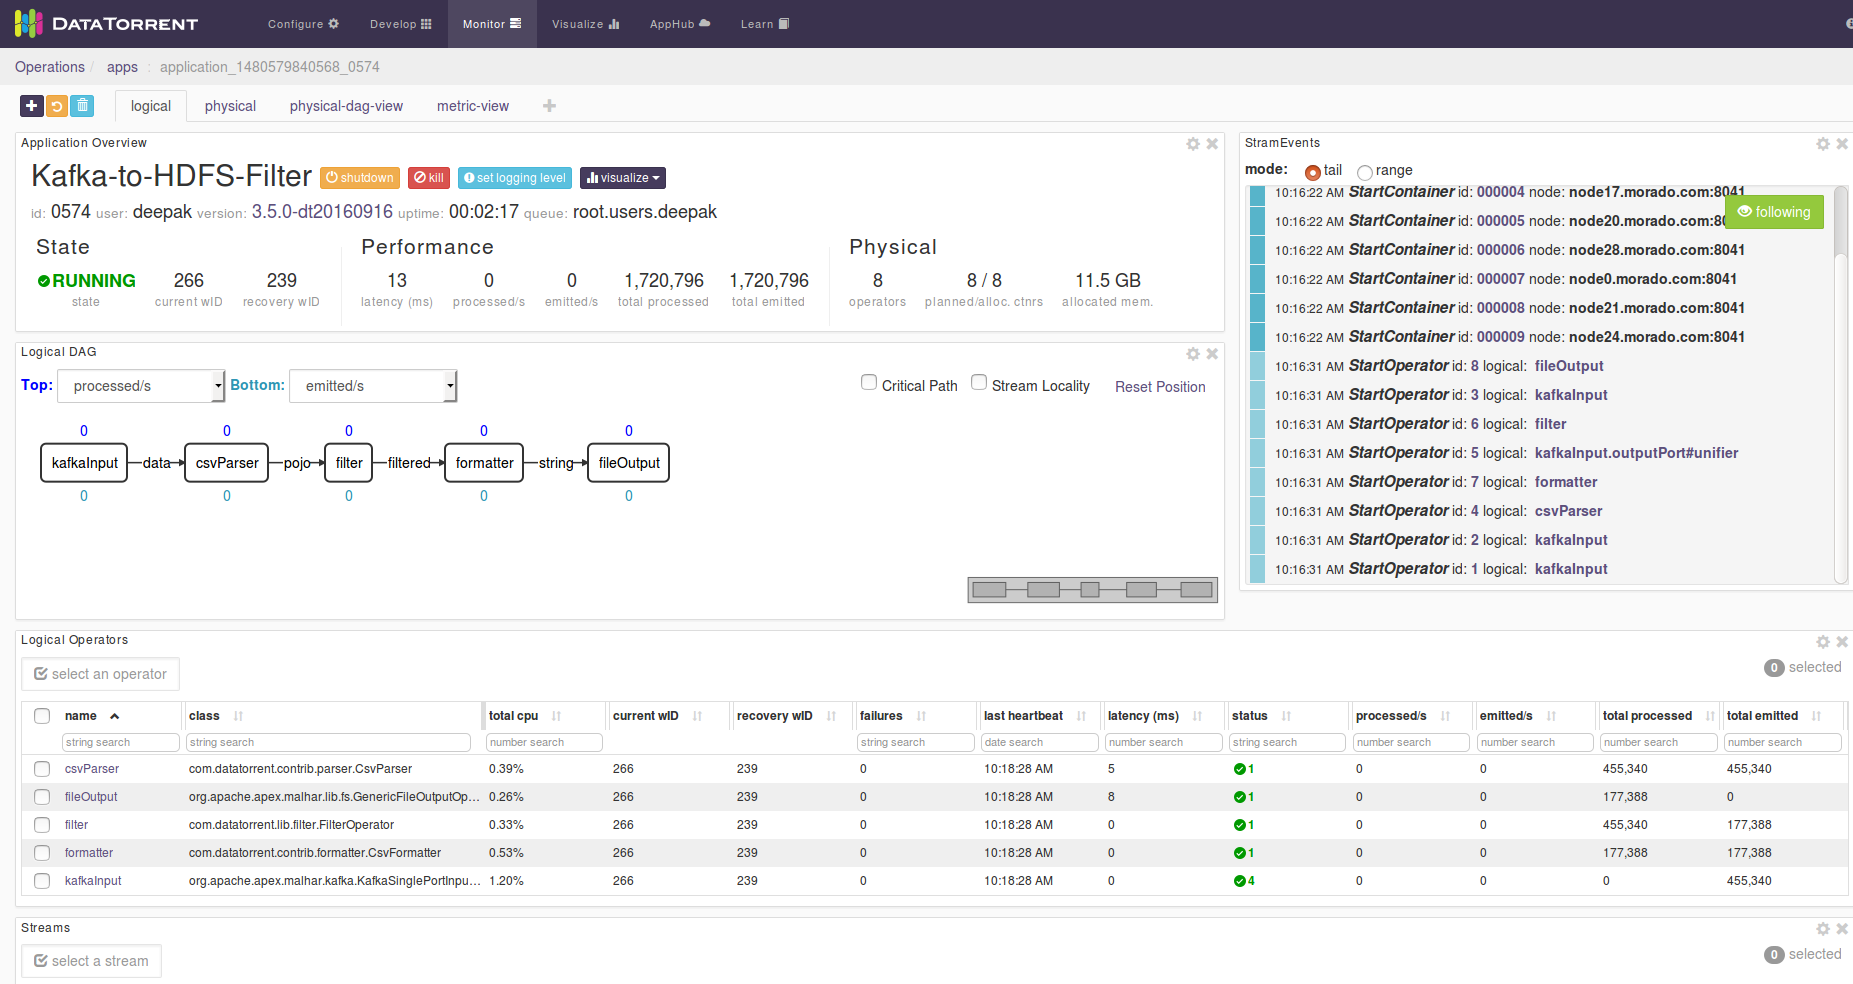 DATATORRENT Configure Develop Monitor Visualize AppHub Learn
Operations / apps : application_1480579840568_0574
logical physical physical-dag-view metric-view
Application Overview
Kafka-to-HDFS-Filter shutdown kill set logging level visualize
id: 0574 user: deepak version: 3.5.0-dt20160916 uptime: 00:02:17 queue: root.users.deepak
State Performance Physical
RUNNING 266 239 13 0 0 1,720,796 1,720,796 8 8 / 8 11.5 GB
state current wID recovery wID latency (ms) processed/s emitted/s total processed total emitted operators planned/alloc. ctnrs allocated mem.
StramEvents
mode: tail range
10:16:22 AM StartContainer id: 000004 node: node17.morado.com:8041
following
10:16:22 AM StartContainer id: 000005 node: node20.morado.com:8
10:16:22 AM StartContainer id: 000006 node: node28.morado.com:8041
10:16:22 AM StartContainer id: 000007 node: node0.morado.com:8041
10:16:22 AM StartContainer id: 000008 node: node21.morado.com:8041
10:16:22 AM StartContainer id: 000009 node: node24.morado.com:8041
10:16:31 AM StartOperator id: 8 logical: fileOutput
10:16:31 AM StartOperator id: 3 logical: kafkaInput
10:16:31 AM StartOperator id: 6 logical: filter
10:16:31 AM StartOperator id: 5 logical: kafkaInput.outputPort#unifier
10:16:31 AM StartOperator id: 7 logical: formatter
10:16:31 AM StartOperator id: 4 logical: csvParser
10:16:31 AM StartOperator id: 2 logical: kafkaInput
10:16:31 AM StartOperator id: 1 logical: kafkaInput
Logical DAG
Top: processed/s Bottom: emitted/s Critical Path Stream Locality Reset Position
0 0 0 0 0
kafkaInput data csvParser pojo filter filtered formatter string fileOutput
0 0 0 0 0
Logical Operators
select an operator 0 selected
name class total cpu current wID recovery wID failures last heartbeat latency (ms) status processed/s emitted/s total processed total emitted
string search string search number search string search date search number search string search number search number search number search number search
csvParser com.datatorrent.contrib.parser.CsvParser 0.39% 266 239 0 10:18:28 AM 5 1 0 0 455,340 455,340
fileOutput org.apache.apex.malhar.lib.fs.GenericFileOutputOp... 0.26% 266 239 0 10:18:28 AM 8 1 0 0 177,388 0
filter com.datatorrent.lib.filter.FilterOperator 0.33% 266 239 0 10:18:28 AM 0 1 0 0 455,340 177,388
formatter com.datatorrent.contrib.formatter.CsvFormatter 0.53% 266 239 0 10:18:28 AM 0 1 0 0 177,388 177,388
kafkaInput org.apache.apex.malhar.kafka.KafkaSinglePortInpu... 1.20% 266 239 0 10:18:28 AM 0 4 0 0 0 455,340
Streams
select a stream 0 selected